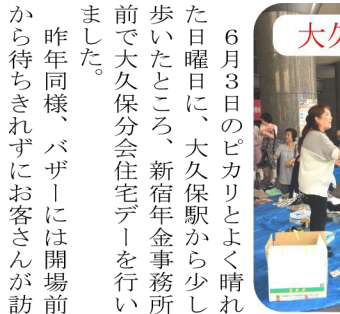 大久
６月３日のピカリとよく晴れ
た日曜日に、大久保駅から少し
歩いたところ、新宿年金事務所
前で大久保分会住宅デーを行い
ました。
昨年同様、バザーには開場前
から待ちきれずにお客さんが訪